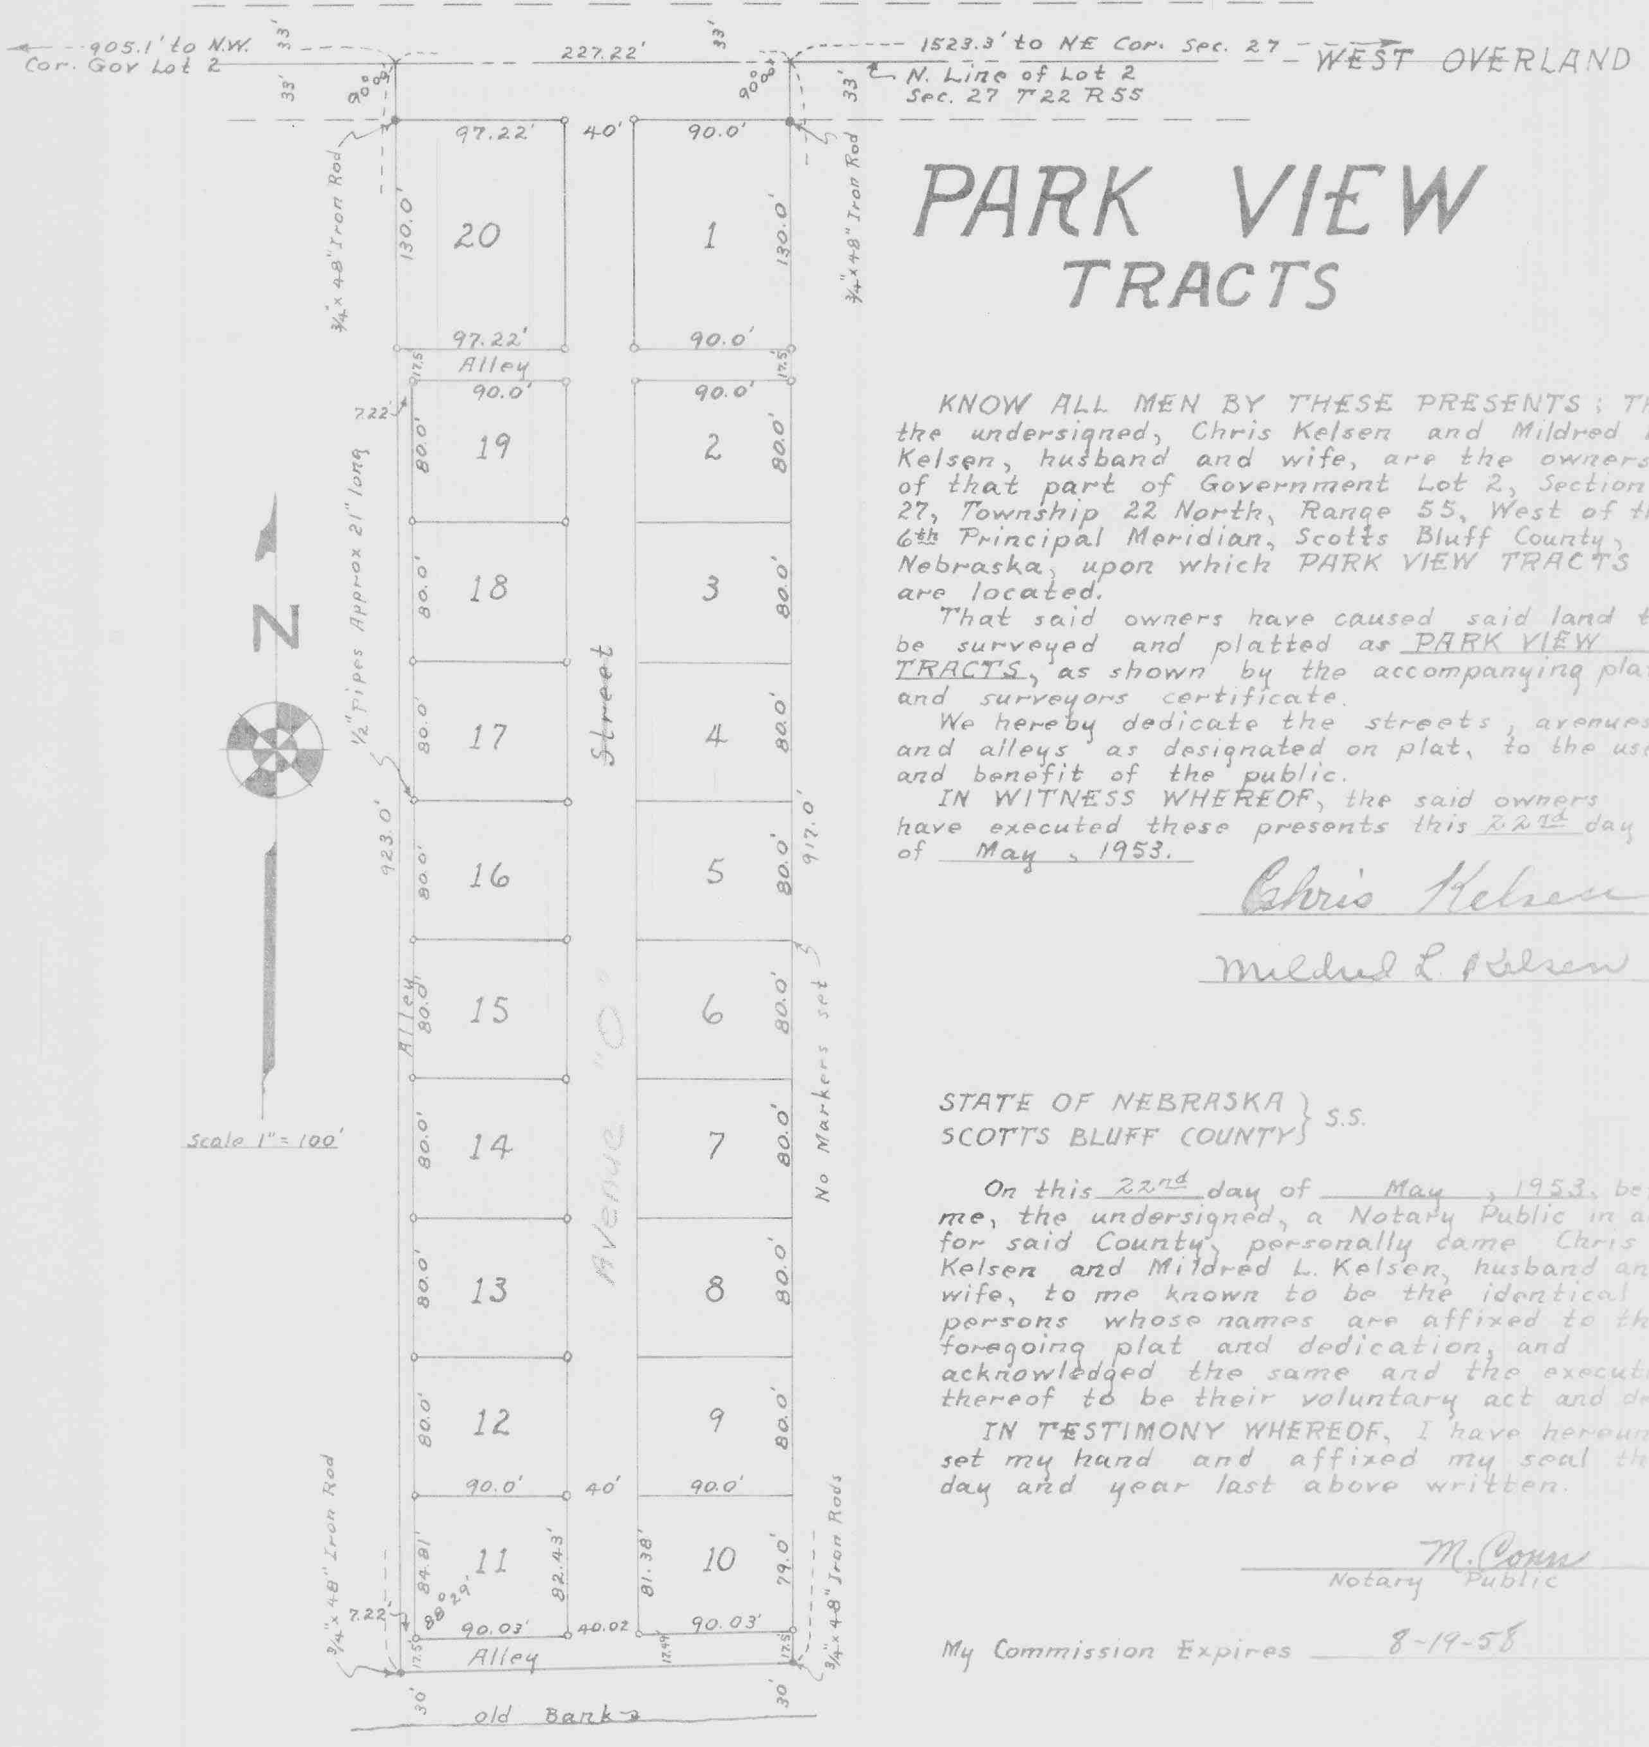 905.1' to N.W.
Cor. Gov Lot 2
33'
33'
90°
227.22'
33'
90°
33'
1523.3' to NE Cor. Sec. 27
WEST OVERLAND
N. Line of Lot 2
Sec. 27 T22 R55
97.22'
40'
90.0'
3/4" x 48" Iron Rod
130.0'
20
1
130.0'
3/4" x 48" Iron Rod
97.22'
90.0'
17.5'
Alley
17.5'
90.0'
90.0'
7.22'
80.0'
19
2
80.0'
1/2" Pipes Approx 21" long
80.0'
18
3
80.0'
N
Street
80.0'
17
4
80.0'
923.0'
917.0'
80.0'
16
5
80.0'
Alley
80.0'
15
6
80.0'
Avenue "O"
No Markers set
Scale 1" = 100'
80.0'
14
7
80.0'
80.0'
13
8
80.0'
80.0'
12
9
80.0'
90.0'
40'
90.0'
3/4" x 48" Iron Rod
84.81'
11
82.43'
81.38'
10
79.0'
3/4" x 48" Iron Rods
88° 29'
7.22'
90.03'
40.02
90.03'
17.5'
Alley
17.49'
17.5'
30'
30'
old Bank
PARK VIEW
TRACTS
KNOW ALL MEN BY THESE PRESENTS; TH
the undersigned, Chris Kelsen and Mildred
Kelsen, husband and wife, are the owners
of that part of Government Lot 2, Section
27, Township 22 North, Range 55, West of th
6th Principal Meridian, Scotts Bluff County,
Nebraska, upon which PARK VIEW TRACTS
are located.
That said owners have caused said land t
be surveyed and platted as PARK VIEW
TRACTS, as shown by the accompanying pla
and surveyors certificate.
We hereby dedicate the streets, avenues
and alleys as designated on plat, to the us
and benefit of the public.
IN WITNESS WHEREOF, the said owners
have executed these presents this 22nd day
of May, 1953.
Chris Kelsen
Mildred L. Kelsen
STATE OF NEBRASKA } S.S.
SCOTTS BLUFF COUNTY }
On this 22nd day of May, 1953, be
me, the undersigned, a Notary Public in a
for said County, personally came Chris
Kelsen and Mildred L. Kelsen, husband an
wife, to me known to be the identical
persons whose names are affixed to th
foregoing plat and dedication, and
acknowledged the same and the execut
thereof to be their voluntary act and de
IN TESTIMONY WHEREOF, I have hereun
set my hand and affixed my seal th
day and year last above written.
M. Conn
Notary Public
My Commission Expires 8-19-58